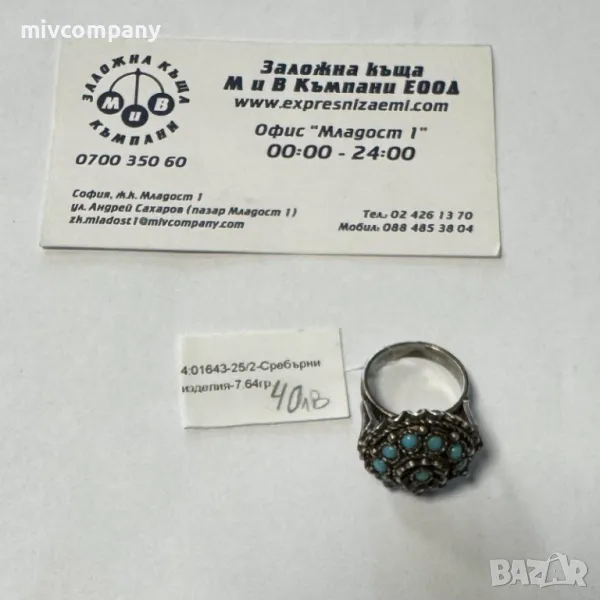 mivcompany
ЗАЛОЖНА КЪЩА
М И В
КЪМПАНИ
0700 350 60
Заложна къща
М и В Къмпани ЕООД
www.expresnizaemi.com
Офис "Младост 1"
00:00 - 24:00
София, ж.к. Младост 1
ул. Андрей Сахаров (пазар Младост 1)
zk.mladost1@mivcompany.com
Тел.: 02 426 13 70
Мобил.: 088 485 38 04
4:01643-25/2-Сребърни
изделия-7.64гр
40лв
BAZAR